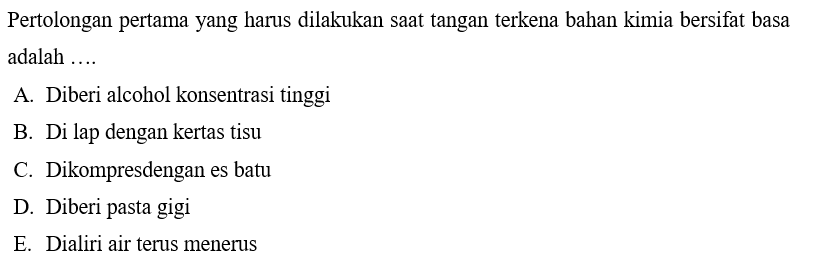 Pertolongan pertama yang harus dilakukan saat tangan terkena bahan kimia bersifat basa
adalah ….
A. Diberi alcohol konsentrasi tinggi
B. Di lap dengan kertas tisu
C. Dikompresdengan es batu
D. Diberi pasta gigi
E. Dialiri air terus menerus